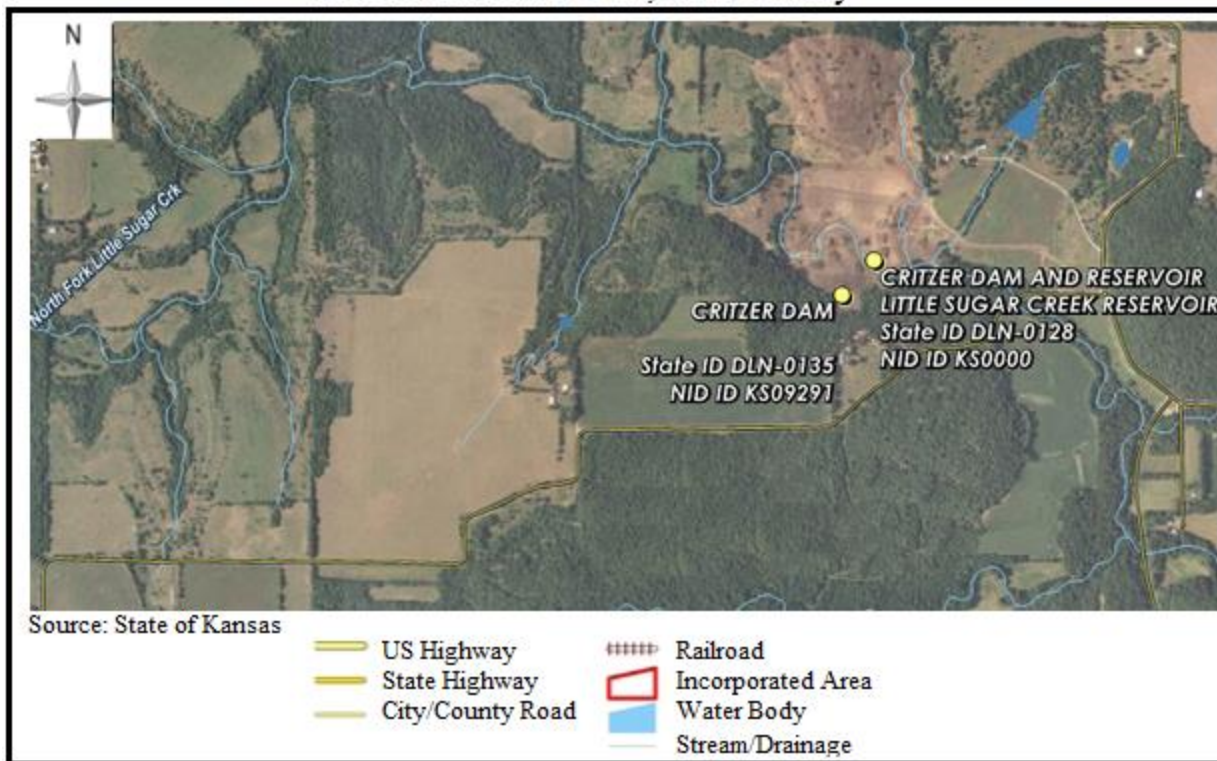 N
North Fork Little Sugar Crk
CRITZER DAM
State ID DLN-0135
NID ID KS09291
CRITZER DAM AND RESERVOIR
LITTLE SUGAR CREEK RESERVOIR
State ID DLN-0128
NID ID KS0000
Source: State of Kansas
US Highway
State Highway
City/County Road
Railroad
Incorporated Area
Water Body
Stream/Drainage